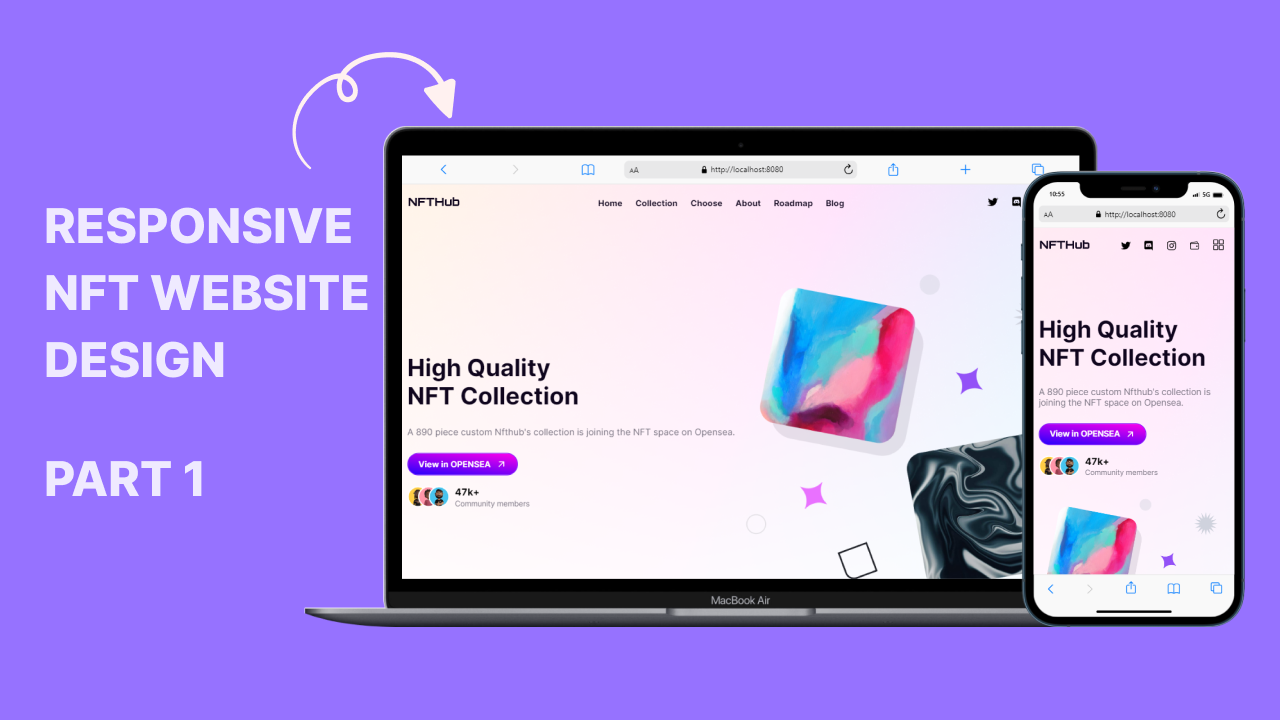 RESPONSIVE
NFT WEBSITE
DESIGN
PART 1
AA http://localhost:8080
NFTHub Home Collection Choose About Roadmap Blog
High Quality
NFT Collection
A 890 piece custom Nfthub's collection is joining the NFT space on Opensea.
View in OPENSEA
47k+
Community members
MacBook Air
10:55 5G
AA http://localhost:8080
NFTHub
High Quality
NFT Collection
A 890 piece custom Nfthub's collection is
joining the NFT space on Opensea.
View in OPENSEA
47k+
Community members